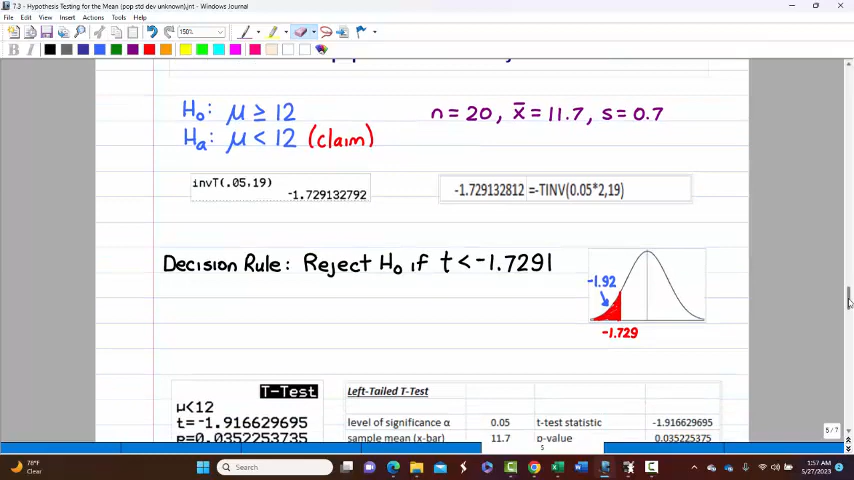 7.3 - Hypothesis Testing for the Mean (pop std dev unknown).jnt - Windows Journal
File Edit View Insert Actions Tools Help
150%
B I
H₀: μ ≥ 12
Hₐ: μ < 12 (claim)
n = 20, x̄ = 11.7, s = 0.7
invT(.05,19)
-1.729132792
-1.729132812 =-TINV(0.05*2,19)
Decision Rule: Reject H₀ if t < -1.7291
-1.92
-1.729
T-Test
μ<12
t=-1.916629695
p=0.0352253735
Left-Tailed T-Test
level of significance α 0.05 t-test statistic -1.916629695
sample mean (x-bar) 11.7 p-value 0.035225375
s
5/7
78°F
Clear
Search
1:57 AM
5/27/2023